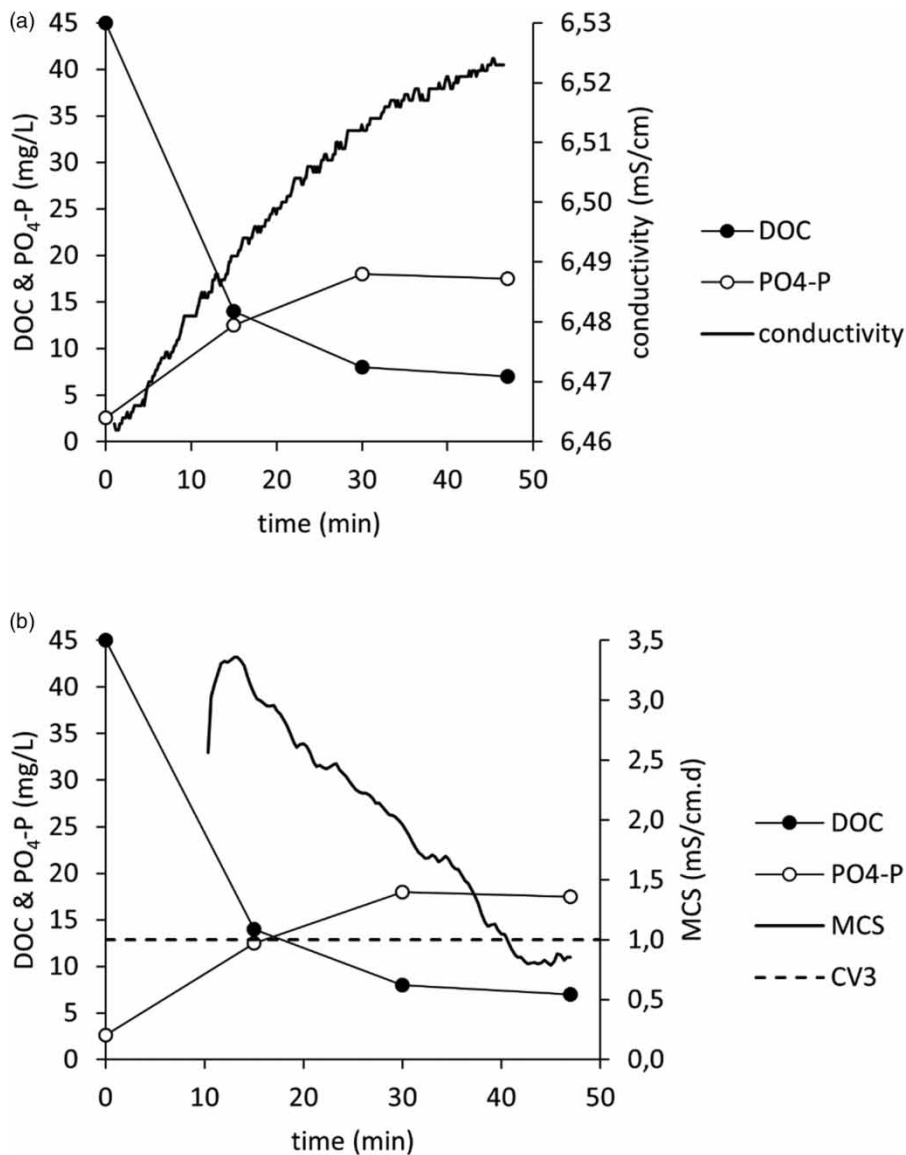 (a)
45
40
35
30
25
20
15
10
5
0
DOC & PO₄-P (mg/L)
6,53
6,52
6,51
6,50
6,49
6,48
6,47
6,46
conductivity (mS/cm)
0 10 20 30 40 50
time (min)
DOC
PO4-P
conductivity
(b)
45
40
35
30
25
20
15
10
5
0
DOC & PO₄-P (mg/L)
3,5
3,0
2,5
2,0
1,5
1,0
0,5
0,0
MCS (mS/cm.d)
0 10 20 30 40 50
time (min)
DOC
PO4-P
MCS
CV3